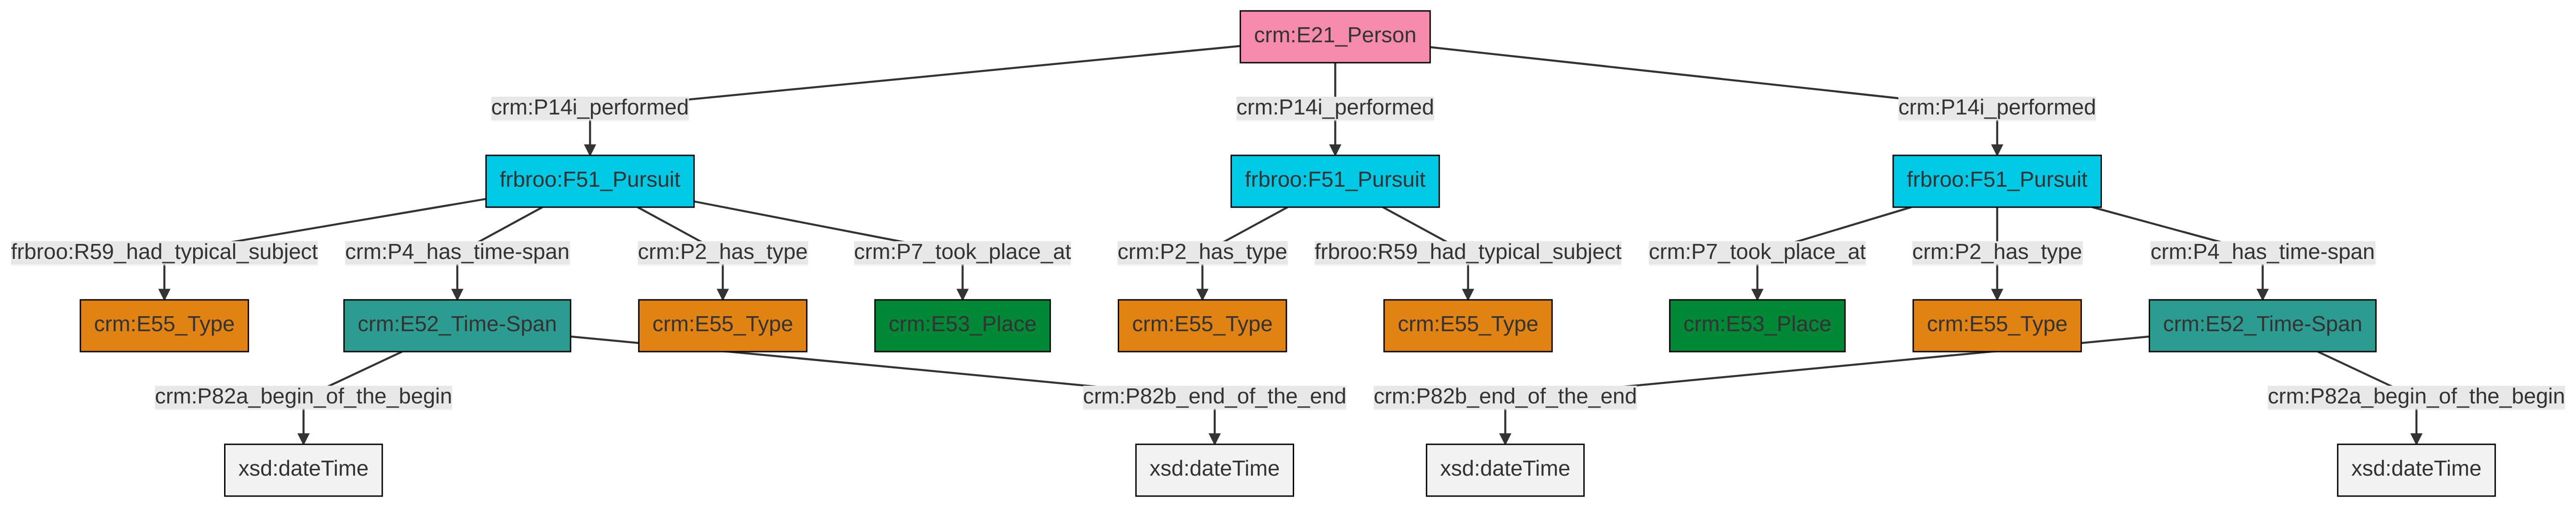 crm:E21_Person
crm:P14i_performed
crm:P14i_performed
crm:P14i_performed
frbroo:F51_Pursuit
frbroo:F51_Pursuit
frbroo:F51_Pursuit
frbroo:R59_had_typical_subject
crm:P4_has_time-span
crm:P2_has_type
crm:P7_took_place_at
crm:P2_has_type
frbroo:R59_had_typical_subject
crm:P7_took_place_at
crm:P2_has_type
crm:P4_has_time-span
crm:E55_Type
crm:E52_Time-Span
crm:E55_Type
crm:E53_Place
crm:E55_Type
crm:E55_Type
crm:E53_Place
crm:E55_Type
crm:E52_Time-Span
crm:P82a_begin_of_the_begin
crm:P82b_end_of_the_end
crm:P82b_end_of_the_end
crm:P82a_begin_of_the_begin
xsd:dateTime
xsd:dateTime
xsd:dateTime
xsd:dateTime